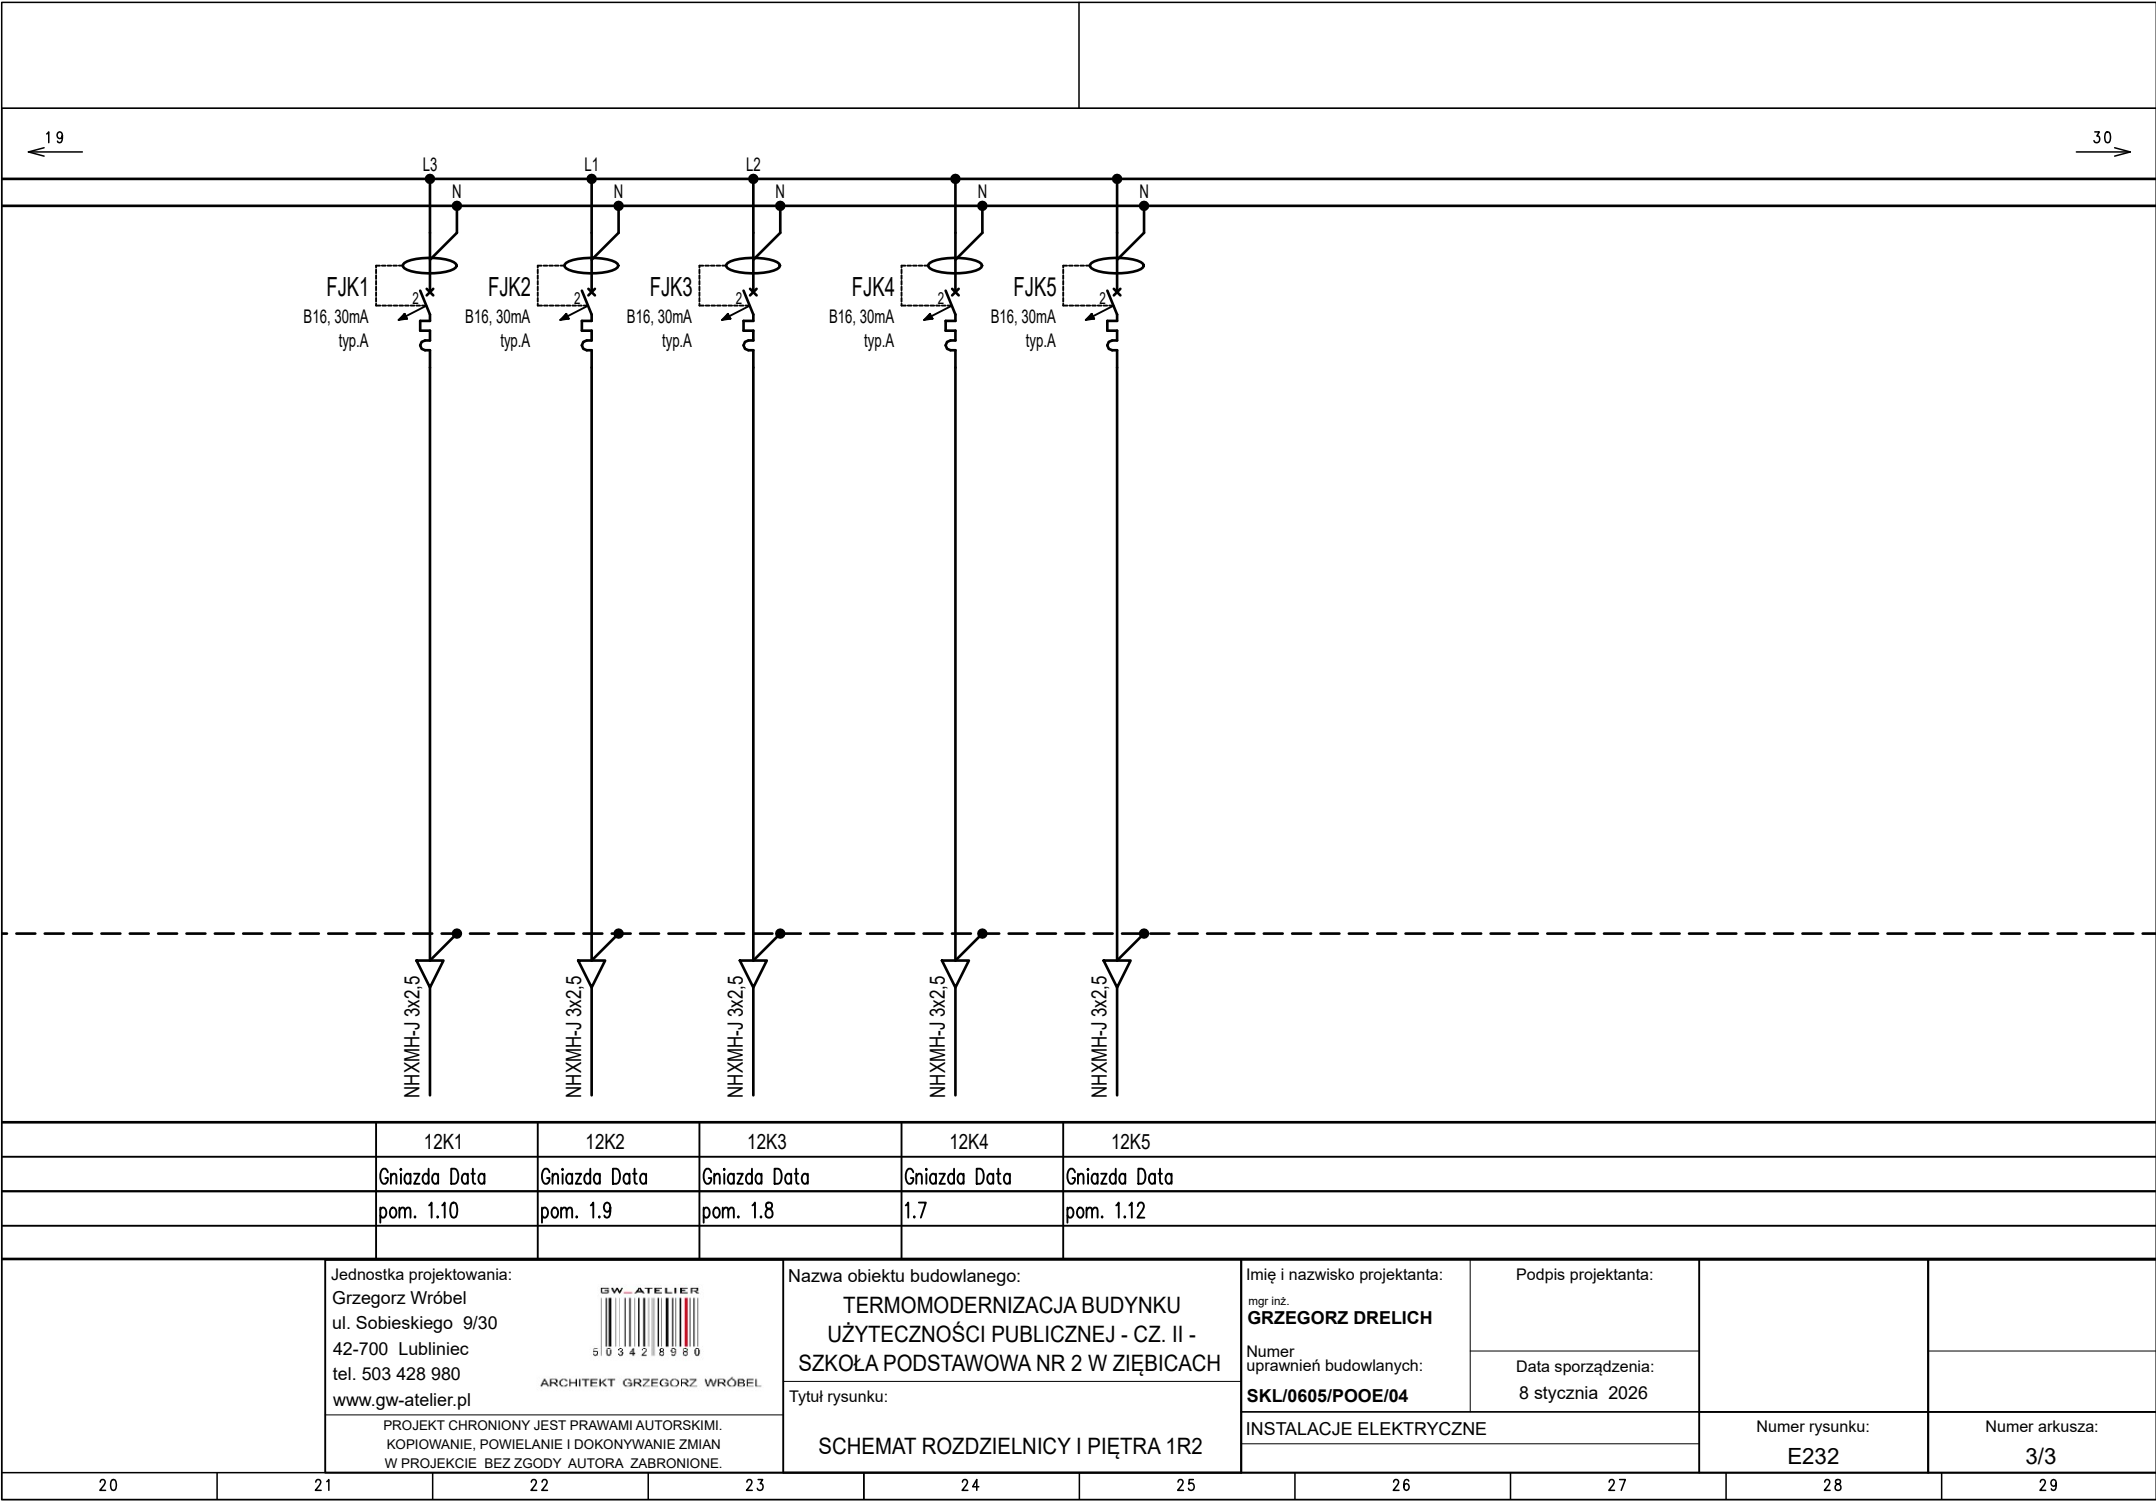 19
30
L3
L1
L2
N
N
N
N
N
FJK1
B16, 30mA
typ.A
2
FJK2
B16, 30mA
typ.A
2
FJK3
B16, 30mA
typ.A
2
FJK4
B16, 30mA
typ.A
2
FJK5
B16, 30mA
typ.A
2
NHXMH-J 3x2,5
NHXMH-J 3x2,5
NHXMH-J 3x2,5
NHXMH-J 3x2,5
NHXMH-J 3x2,5
12K1 12K2 12K3 12K4 12K5
Gniazda Data Gniazda Data Gniazda Data Gniazda Data Gniazda Data
pom. 1.10 pom. 1.9 pom. 1.8 1.7 pom. 1.12
Jednostka projektowania:
Grzegorz Wróbel
ul. Sobieskiego 9/30
42-700 Lubliniec
tel. 503 428 980
www.gw-atelier.pl
GW_ATELIER
503428980
ARCHITEKT GRZEGORZ WRÓBEL
PROJEKT CHRONIONY JEST PRAWAMI AUTORSKIMI.
KOPIOWANIE, POWIELANIE I DOKONYWANIE ZMIAN
W PROJEKCIE BEZ ZGODY AUTORA ZABRONIONE.
Nazwa obiektu budowlanego:
TERMOMODERNIZACJA BUDYNKU
UŻYTECZNOŚCI PUBLICZNEJ - CZ. II -
SZKOŁA PODSTAWOWA NR 2 W ZIĘBICACH
Tytuł rysunku:
SCHEMAT ROZDZIELNICY I PIĘTRA 1R2
Imię i nazwisko projektanta:
mgr inż.
GRZEGORZ DRELICH
Numer
uprawnień budowlanych:
SKL/0605/POOE/04
Podpis projektanta:
Data sporządzenia:
8 stycznia 2026
INSTALACJE ELEKTRYCZNE
Numer rysunku:
E232
Numer arkusza:
3/3
20 21 22 23 24 25 26 27 28 29